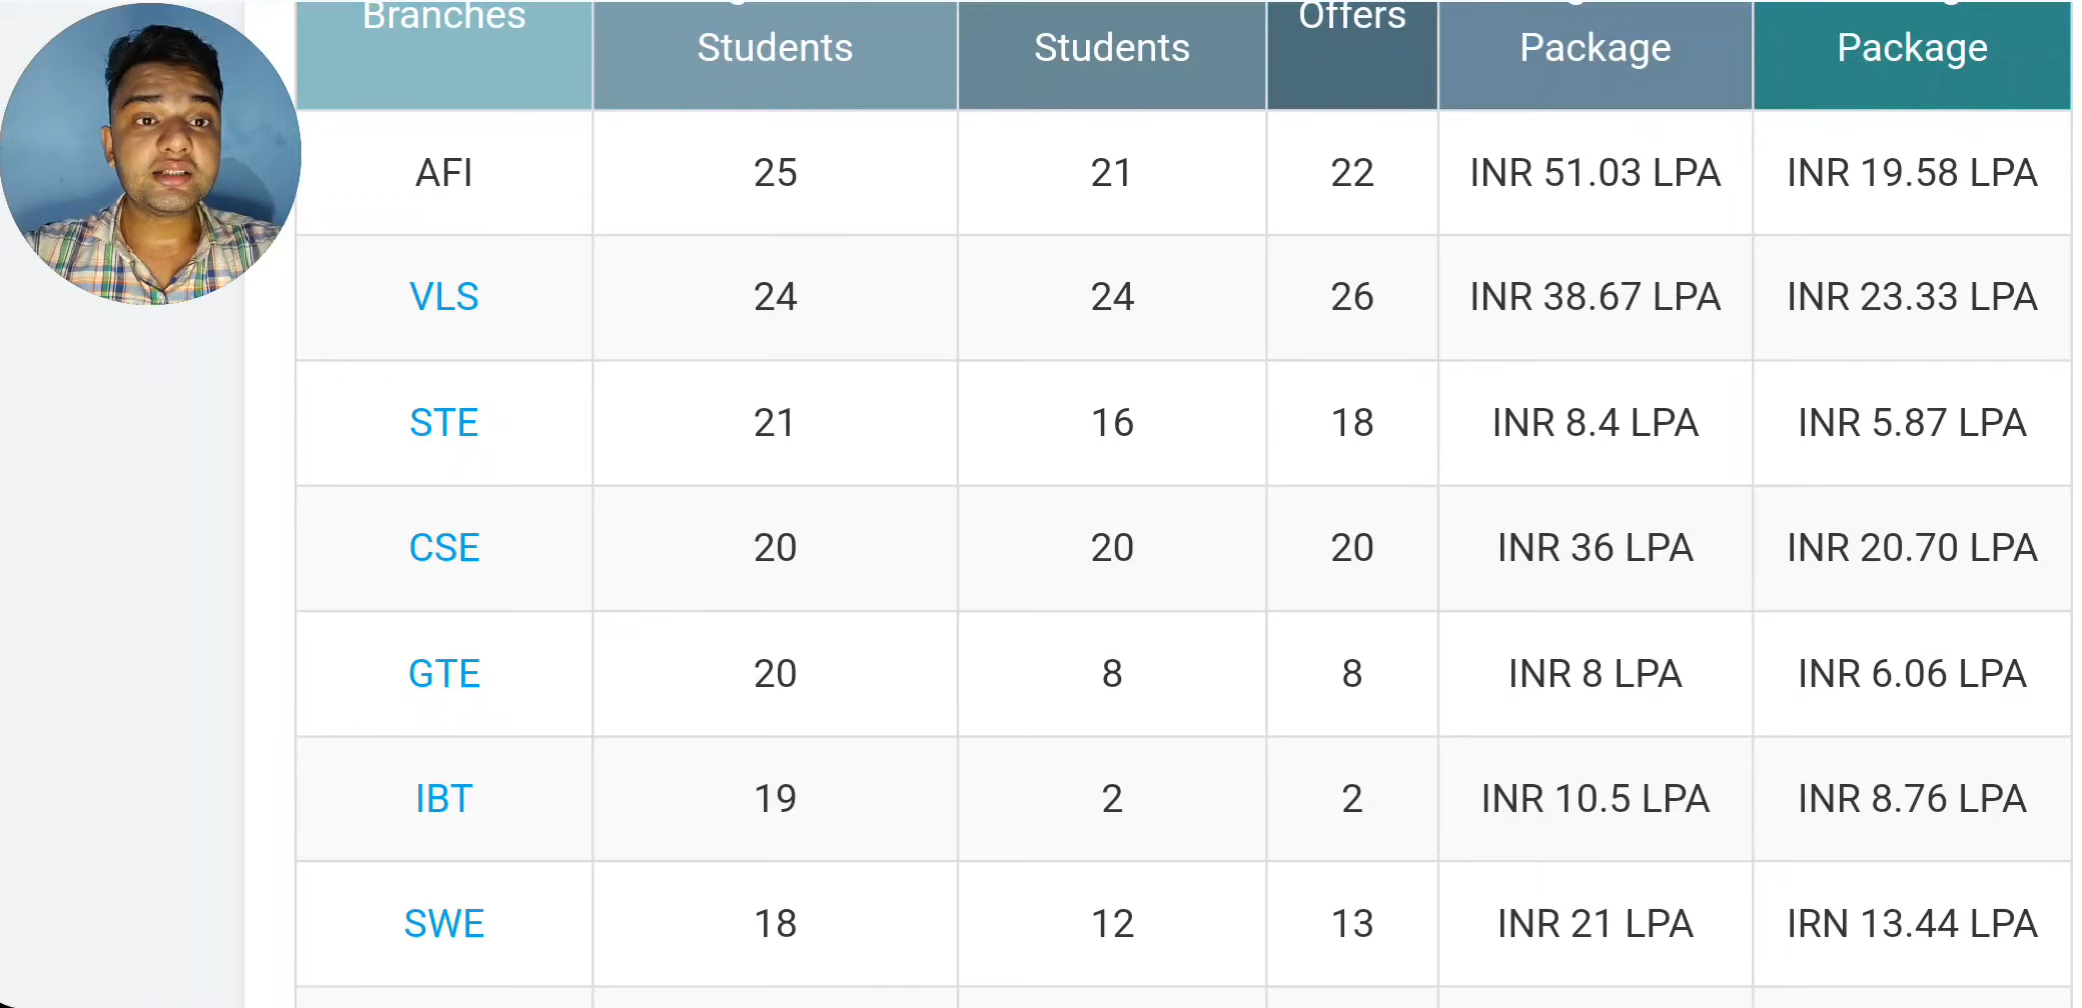 Branches Offers
Students Students Package Package
AFI 25 21 22 INR 51.03 LPA INR 19.58 LPA
VLS 24 24 26 INR 38.67 LPA INR 23.33 LPA
STE 21 16 18 INR 8.4 LPA INR 5.87 LPA
CSE 20 20 20 INR 36 LPA INR 20.70 LPA
GTE 20 8 8 INR 8 LPA INR 6.06 LPA
IBT 19 2 2 INR 10.5 LPA INR 8.76 LPA
SWE 18 12 13 INR 21 LPA IRN 13.44 LPA